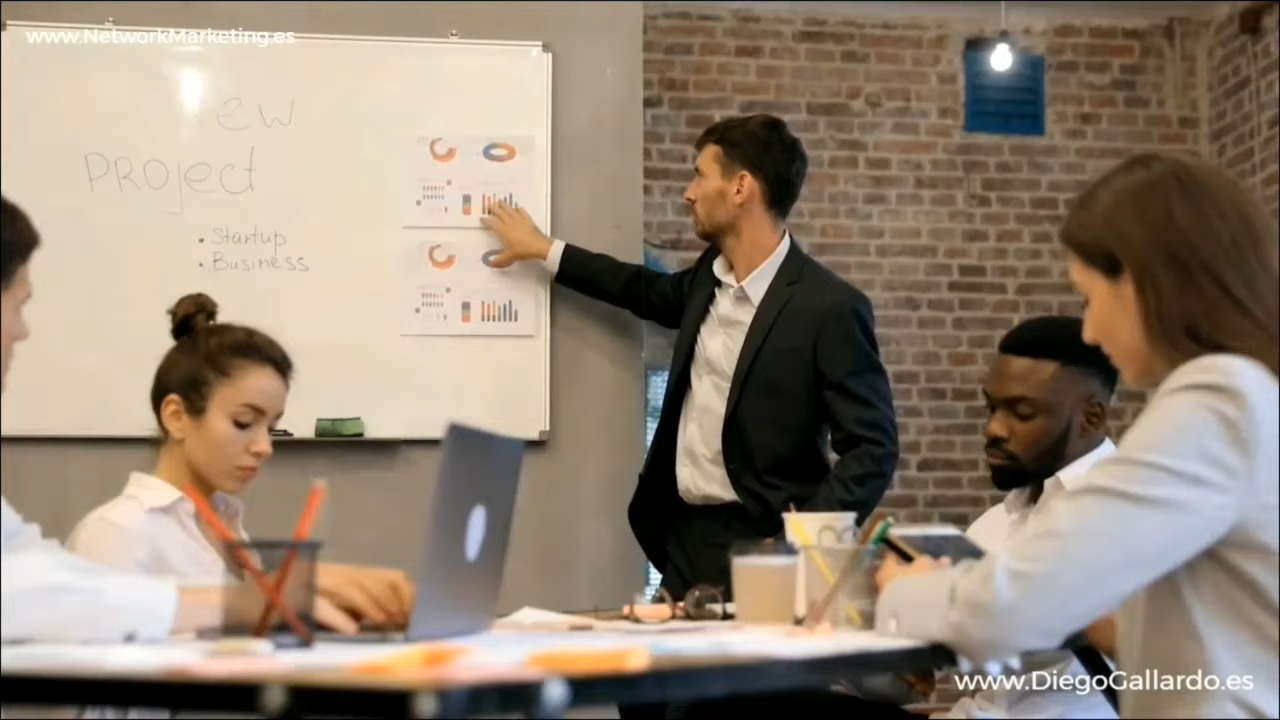 www.NetworkMarketing.es
ew
PROJect
• Startup
• Business
www.DiegoGallardo.es